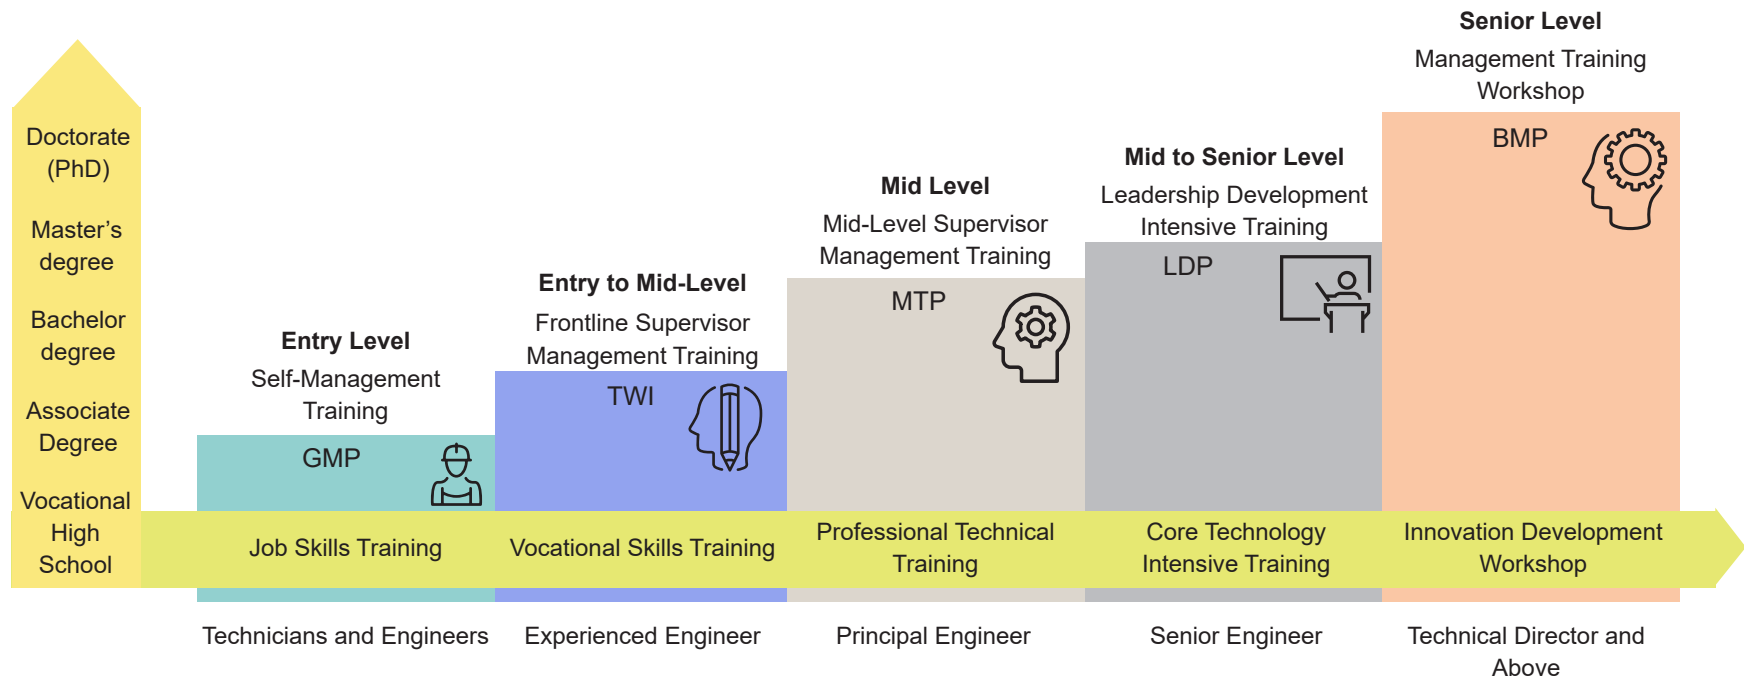 Doctorate
(PhD)
Master’s
degree
Bachelor
degree
Associate
Degree
Vocational
High
School
Entry Level
Self-Management
Training
GMP
Job Skills Training
Technicians and Engineers
Entry to Mid-Level
Frontline Supervisor
Management Training
TWI
Vocational Skills Training
Experienced Engineer
Mid Level
Mid-Level Supervisor
Management Training
MTP
Professional Technical
Training
Principal Engineer
Mid to Senior Level
Leadership Development
Intensive Training
LDP
Core Technology
Intensive Training
Senior Engineer
Senior Level
Management Training
Workshop
BMP
Innovation Development
Workshop
Technical Director and
Above